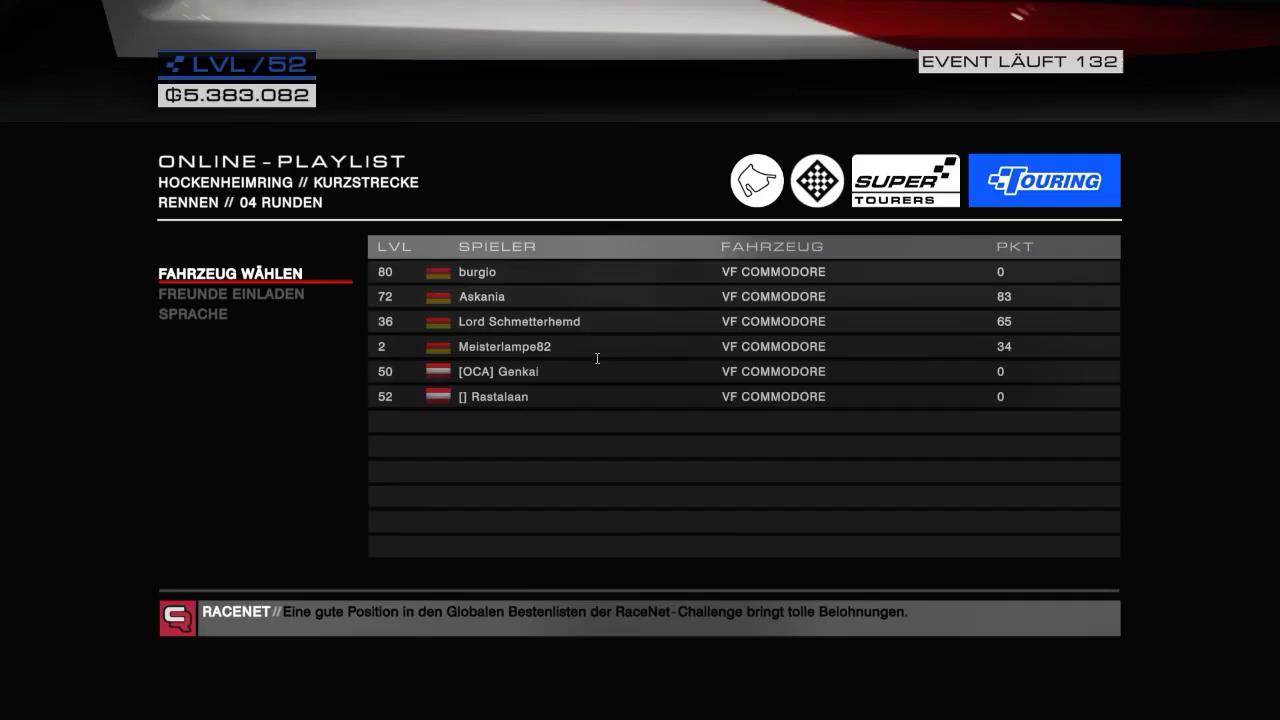 LVL /52
EVENT LÄUFT 132
₲5.383.082
ONLINE-PLAYLIST
HOCKENHEIMRING // KURZSTRECKE
RENNEN // 04 RUNDEN
SUPER
TOURERS
TOURING
LVL SPIELER FAHRZEUG PKT
FAHRZEUG WÄHLEN
FREUNDE EINLADEN
SPRACHE
80 burgio VF COMMODORE 0
72 Askania VF COMMODORE 83
36 Lord Schmetterhemd VF COMMODORE 65
2 Meisterlampe82 VF COMMODORE 34
50 [OCA] Genkai VF COMMODORE 0
52 [] Rastalaan VF COMMODORE 0
RACENET // Eine gute Position in den Globalen Bestenlisten der RaceNet-Challenge bringt tolle Belohnungen.